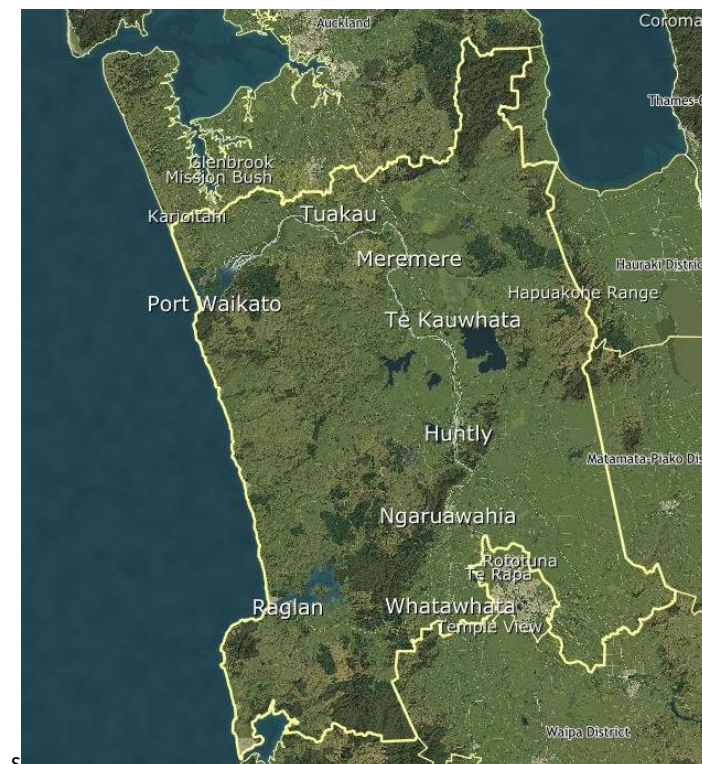 Auckland
Coroma
Thames-C
Glenbrook
Mission Bush
Karioitahi
Tuakau
Meremere
Hauraki District
Port Waikato
Hapuakohe Range
Te Kauwhata
Huntly
Matamata-Piako Dis
Ngaruawahia
Rototuna
Te Rapa
Raglan
Whatawhata
Temple View
Waipa District
s